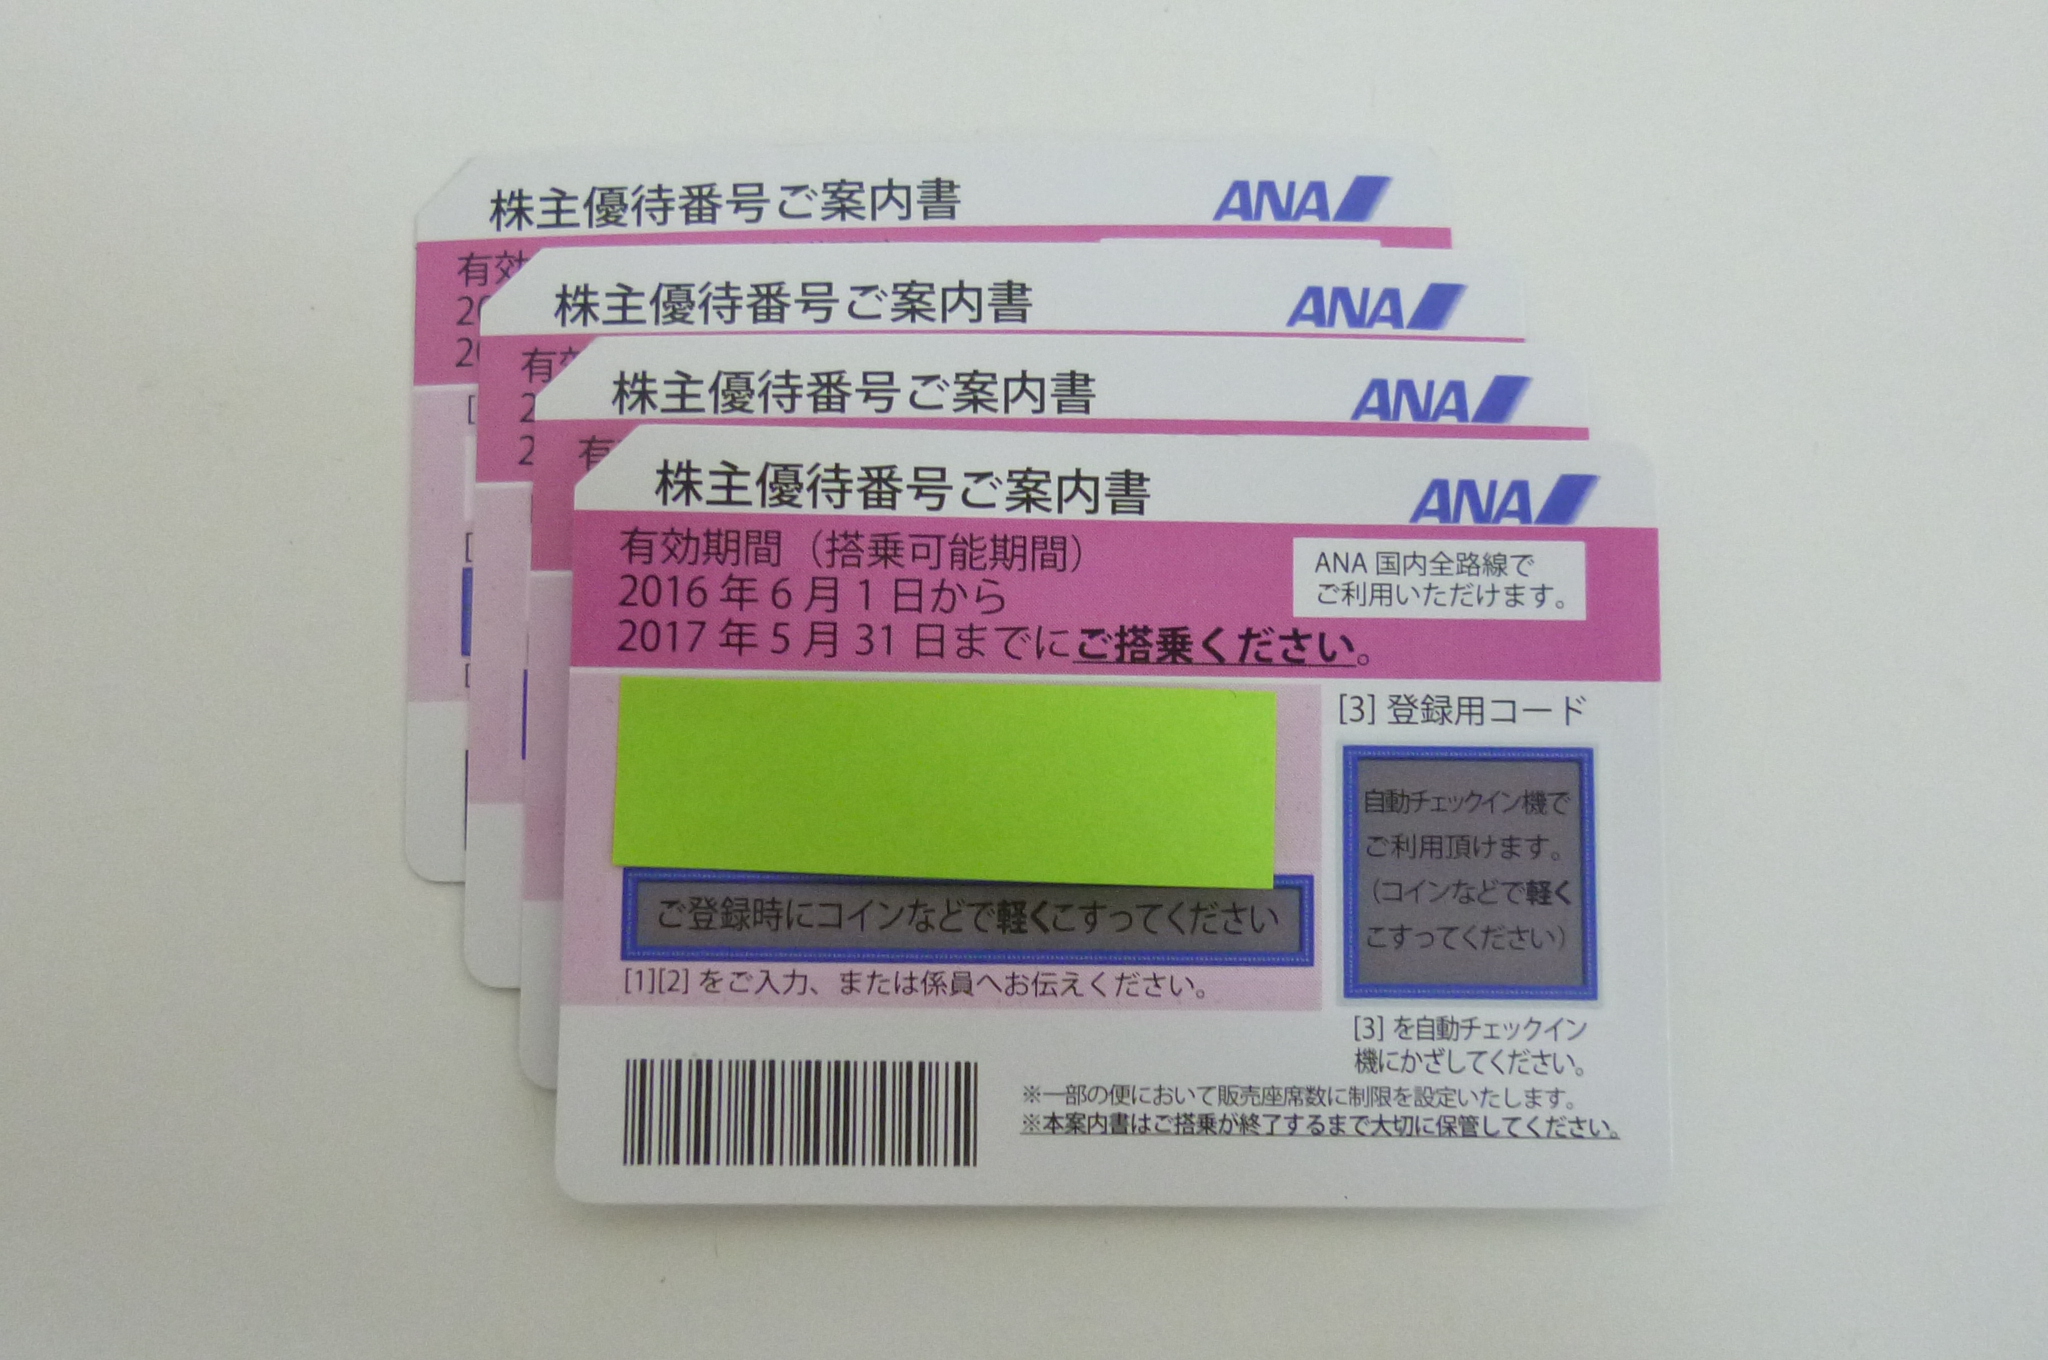 株主優待番号ご案内書
ANA
有効
20
20
[
[
[
株主優待番号ご案内書
ANA
有効
2
2
株主優待番号ご案内書
ANA
有
株主優待番号ご案内書
ANA
有効期間（搭乗可能期間）
2016 年 6 月 1 日から
2017 年 5 月 31 日までにご搭乗ください。
ANA 国内全路線で
ご利用いただけます。
ご登録時にコインなどで軽くこすってください
[1][2] をご入力、または係員へお伝えください。
[3] 登録用コード
自動チェックイン機で
ご利用頂けます。
（コインなどで軽く
こすってください）
[3] を自動チェックイン
機にかざしてください。
※一部の便において販売座席数に制限を設定いたします。
※本案内書はご搭乗が終了するまで大切に保管してください。